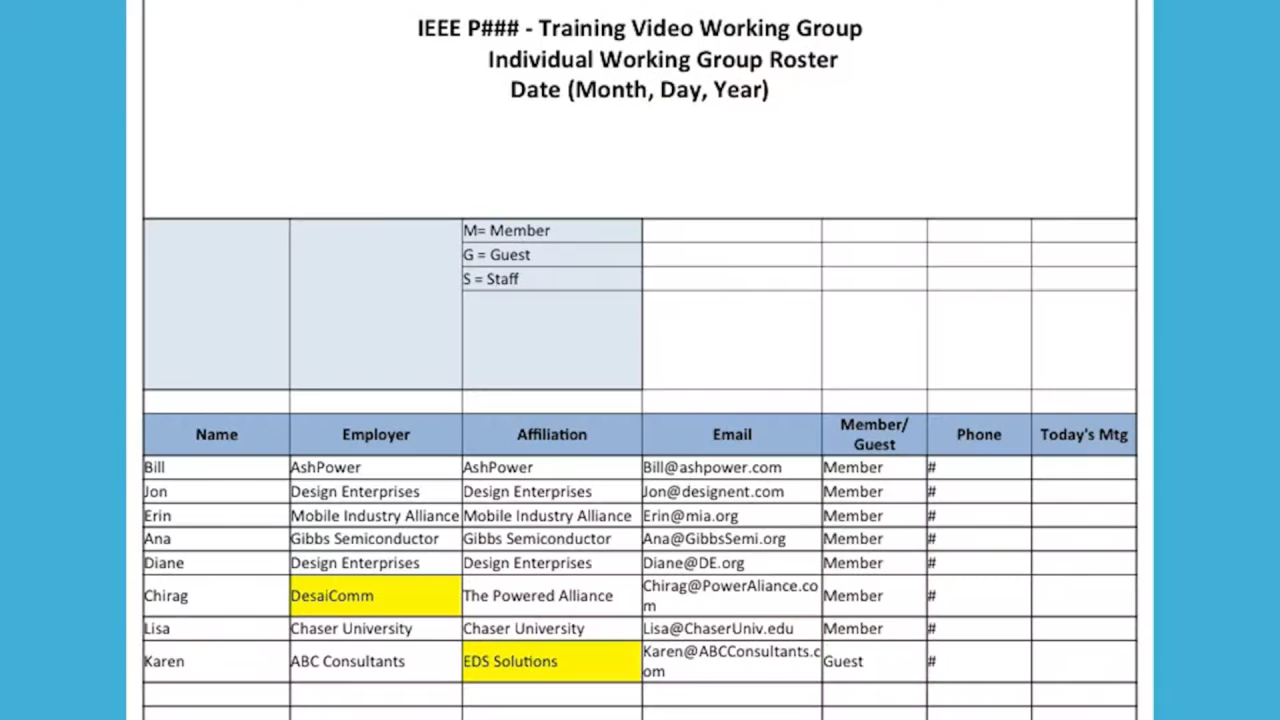 IEEE P### - Training Video Working Group
Individual Working Group Roster
Date (Month, Day, Year)
M= Member
G = Guest
S = Staff
Name Employer Affiliation Email Member/ Guest Phone Today's Mtg
Bill AshPower AshPower Bill@ashpower.com Member #
Jon Design Enterprises Design Enterprises Jon@designent.com Member #
Erin Mobile Industry Alliance Mobile Industry Alliance Erin@mia.org Member #
Ana Gibbs Semiconductor Gibbs Semiconductor Ana@GibbsSemi.org Member #
Diane Design Enterprises Design Enterprises Diane@DE.org Member #
Chirag DesaiComm The Powered Alliance Chirag@PowerAliance.com Member #
Lisa Chaser University Chaser University Lisa@ChaserUniv.edu Member #
Karen ABC Consultants EDS Solutions Karen@ABCConsultants.com Guest #